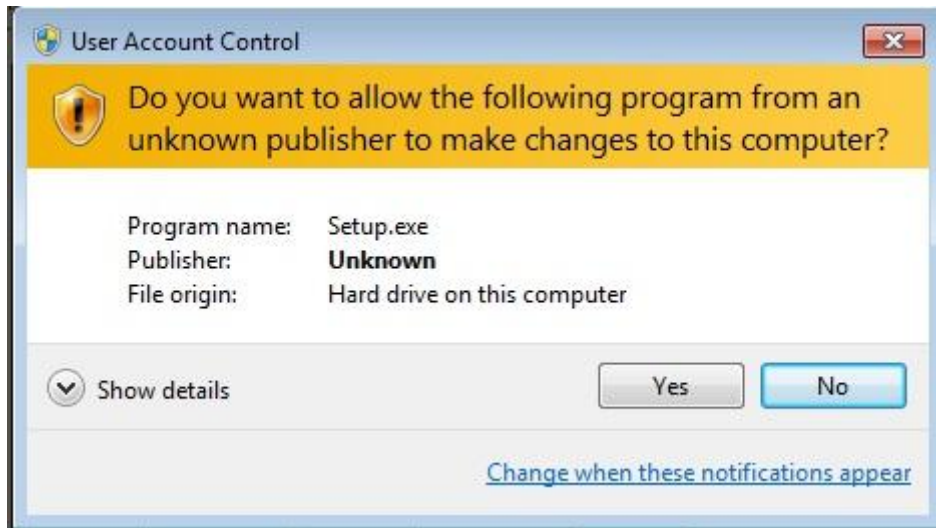 User Account Control
Do you want to allow the following program from an
unknown publisher to make changes to this computer?
Program name: Setup.exe
Publisher: Unknown
File origin: Hard drive on this computer
Show details Yes No
Change when these notifications appear